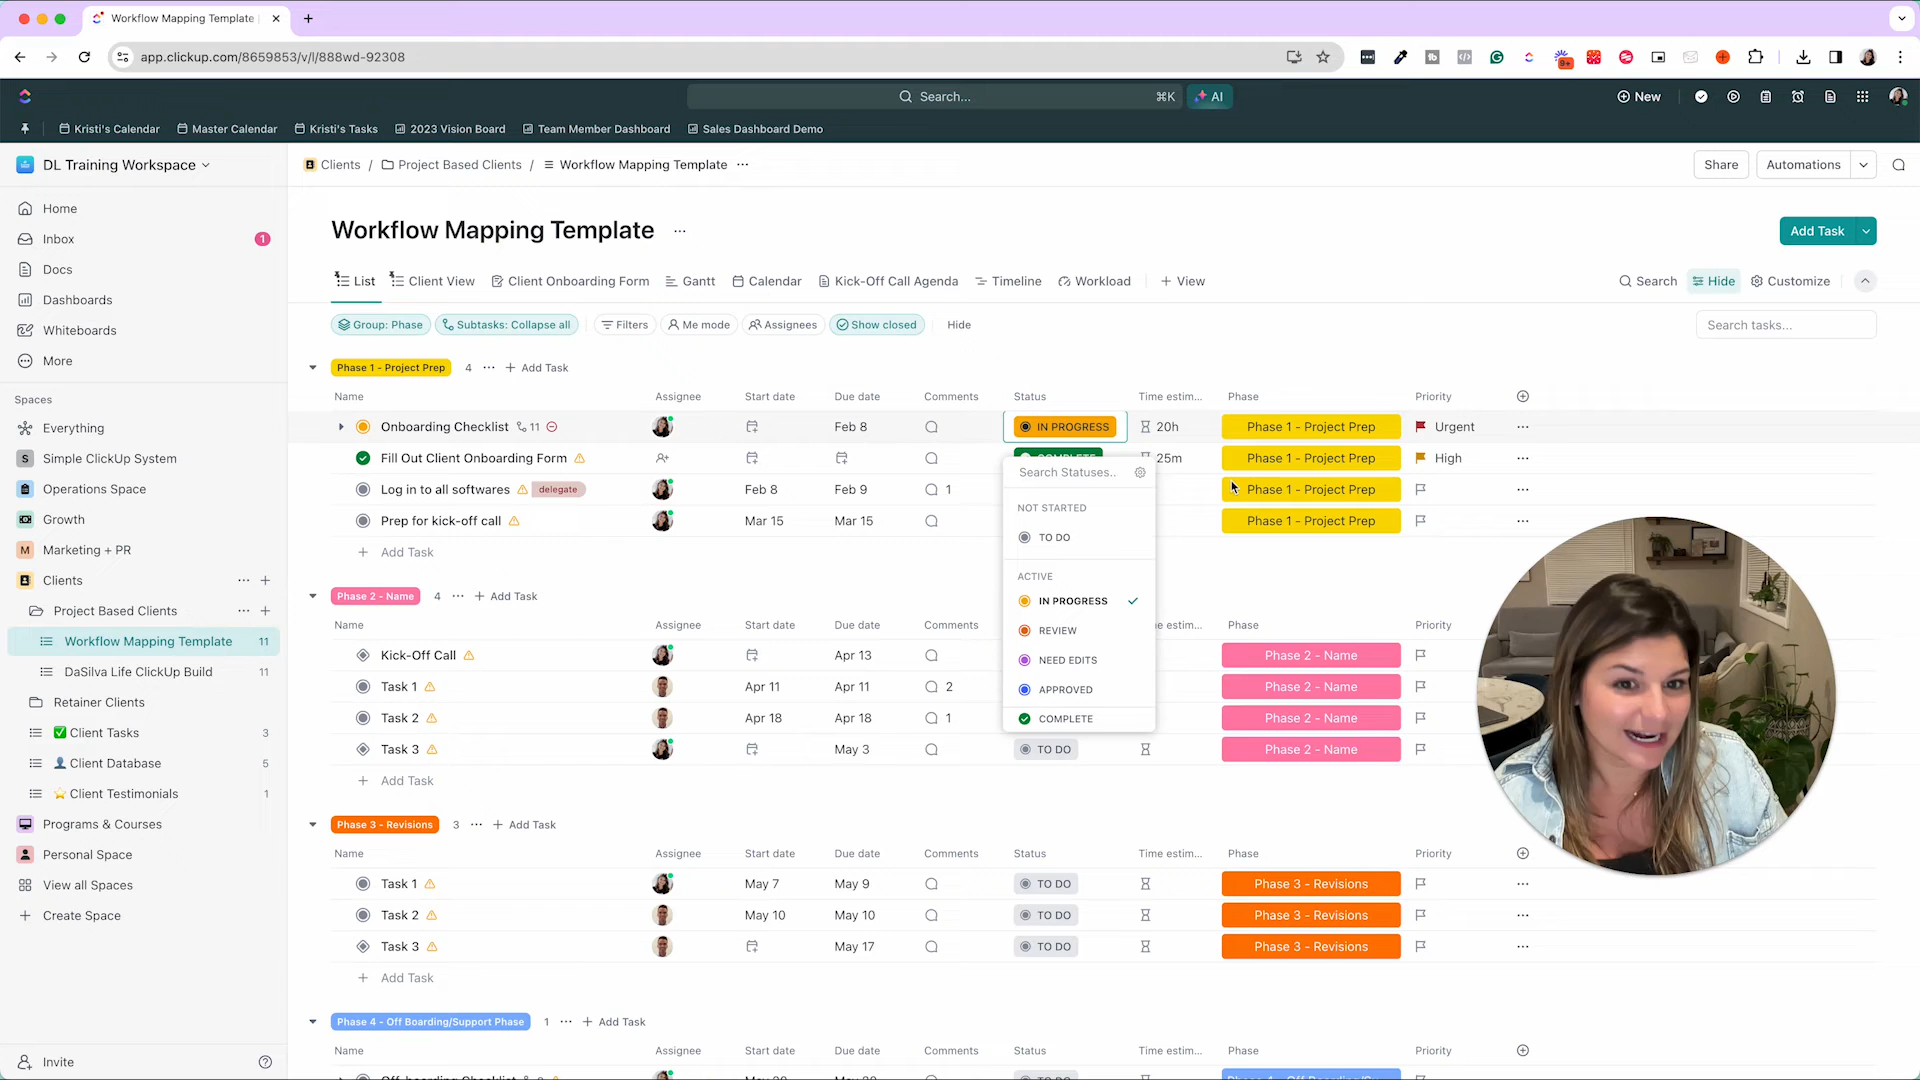 Workflow Mapping Template
app.clickup.com/8659853/v/l/888wd-92308
9+
Search... ⌘K AI
New
Kristi's Calendar Master Calendar Kristi's Tasks 2023 Vision Board Team Member Dashboard Sales Dashboard Demo
DL Training Workspace
Clients / Project Based Clients / Workflow Mapping Template ...
Share Automations
Home
Inbox 1
Docs
Dashboards
Whiteboards
More
Spaces
Everything
S Simple ClickUp System
Operations Space
Growth
M Marketing + PR
Clients
Project Based Clients
Workflow Mapping Template 11
DaSilva Life ClickUp Build 11
Retainer Clients
Client Tasks 3
Client Database 5
Client Testimonials 1
Programs & Courses
Personal Space
View all Spaces
Create Space
Invite
Workflow Mapping Template ...
Add Task
List Client View Client Onboarding Form Gantt Calendar Kick-Off Call Agenda Timeline Workload + View
Search Hide Customize
Group: Phase Subtasks: Collapse all Filters Me mode Assignees Show closed Hide
Search tasks...
Phase 1 - Project Prep 4 ... + Add Task
Name Assignee Start date Due date Comments Status Time estim... Phase Priority
Onboarding Checklist 11 Feb 8 IN PROGRESS 20h Phase 1 - Project Prep Urgent
Fill Out Client Onboarding Form 25m Phase 1 - Project Prep High
Log in to all softwares delegate Feb 8 Feb 9 1 Phase 1 - Project Prep
Prep for kick-off call Mar 15 Mar 15 Phase 1 - Project Prep
+ Add Task
Search Statuses..
NOT STARTED
TO DO
ACTIVE
IN PROGRESS
REVIEW
NEED EDITS
APPROVED
COMPLETE
Phase 2 - Name 4 ... + Add Task
Name Assignee Start date Due date Comments e estim... Phase Priority
Kick-Off Call Apr 13 Phase 2 - Name
Task 1 Apr 11 Apr 11 2 Phase 2 - Name
Task 2 Apr 18 Apr 18 1 Phase 2 - Name
Task 3 May 3 TO DO Phase 2 - Name
+ Add Task
Phase 3 - Revisions 3 ... + Add Task
Name Assignee Start date Due date Comments Status Time estim... Phase Priority
Task 1 May 7 May 9 TO DO Phase 3 - Revisions
Task 2 May 10 May 10 TO DO Phase 3 - Revisions
Task 3 May 17 TO DO Phase 3 - Revisions
+ Add Task
Phase 4 - Off Boarding/Support Phase 1 ... + Add Task
Name Assignee Start date Due date Comments Status Time estim... Phase Priority